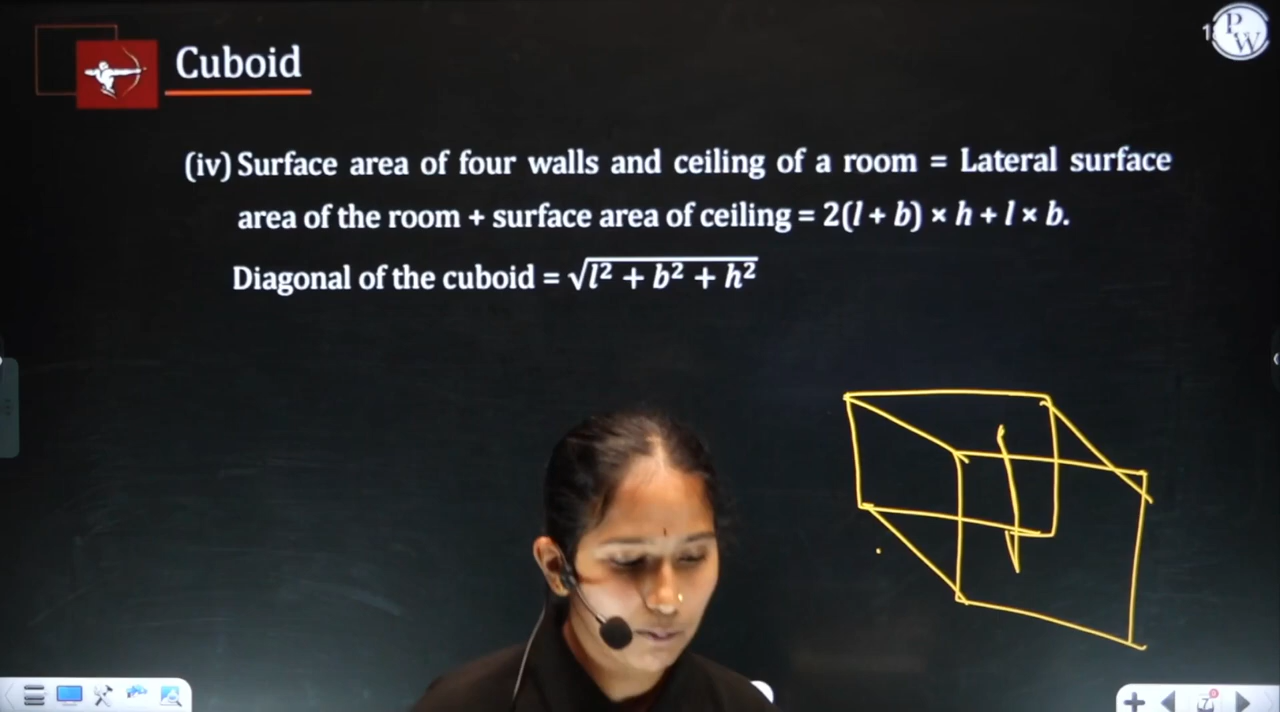 Cuboid
PW
(iv) Surface area of four walls and ceiling of a room = Lateral surface
area of the room + surface area of ceiling = 2(l + b) × h + l × b.
Diagonal of the cuboid = √l² + b² + h²